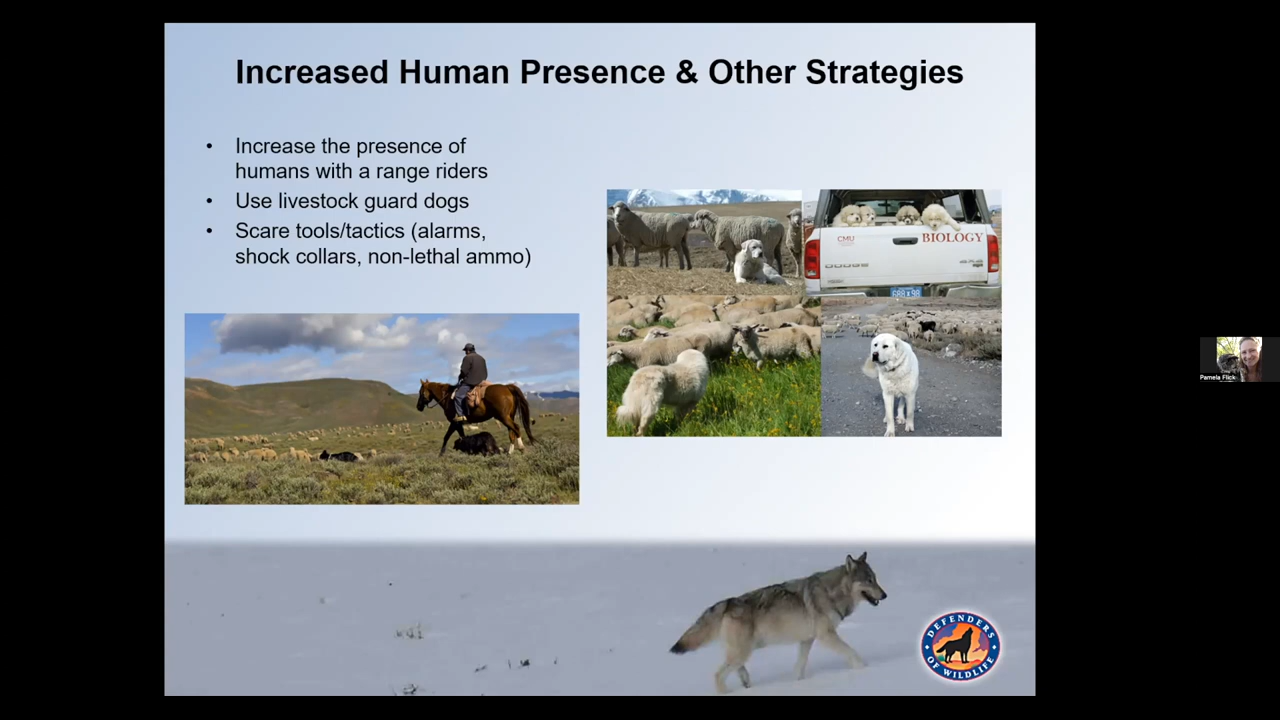 Increased Human Presence & Other Strategies
• Increase the presence of
humans with a range riders
• Use livestock guard dogs
• Scare tools/tactics (alarms,
shock collars, non-lethal ammo)
CMU
BIOLOGY
DODGE
Pamela Flick
DEFENDERS
OF WILDLIFE